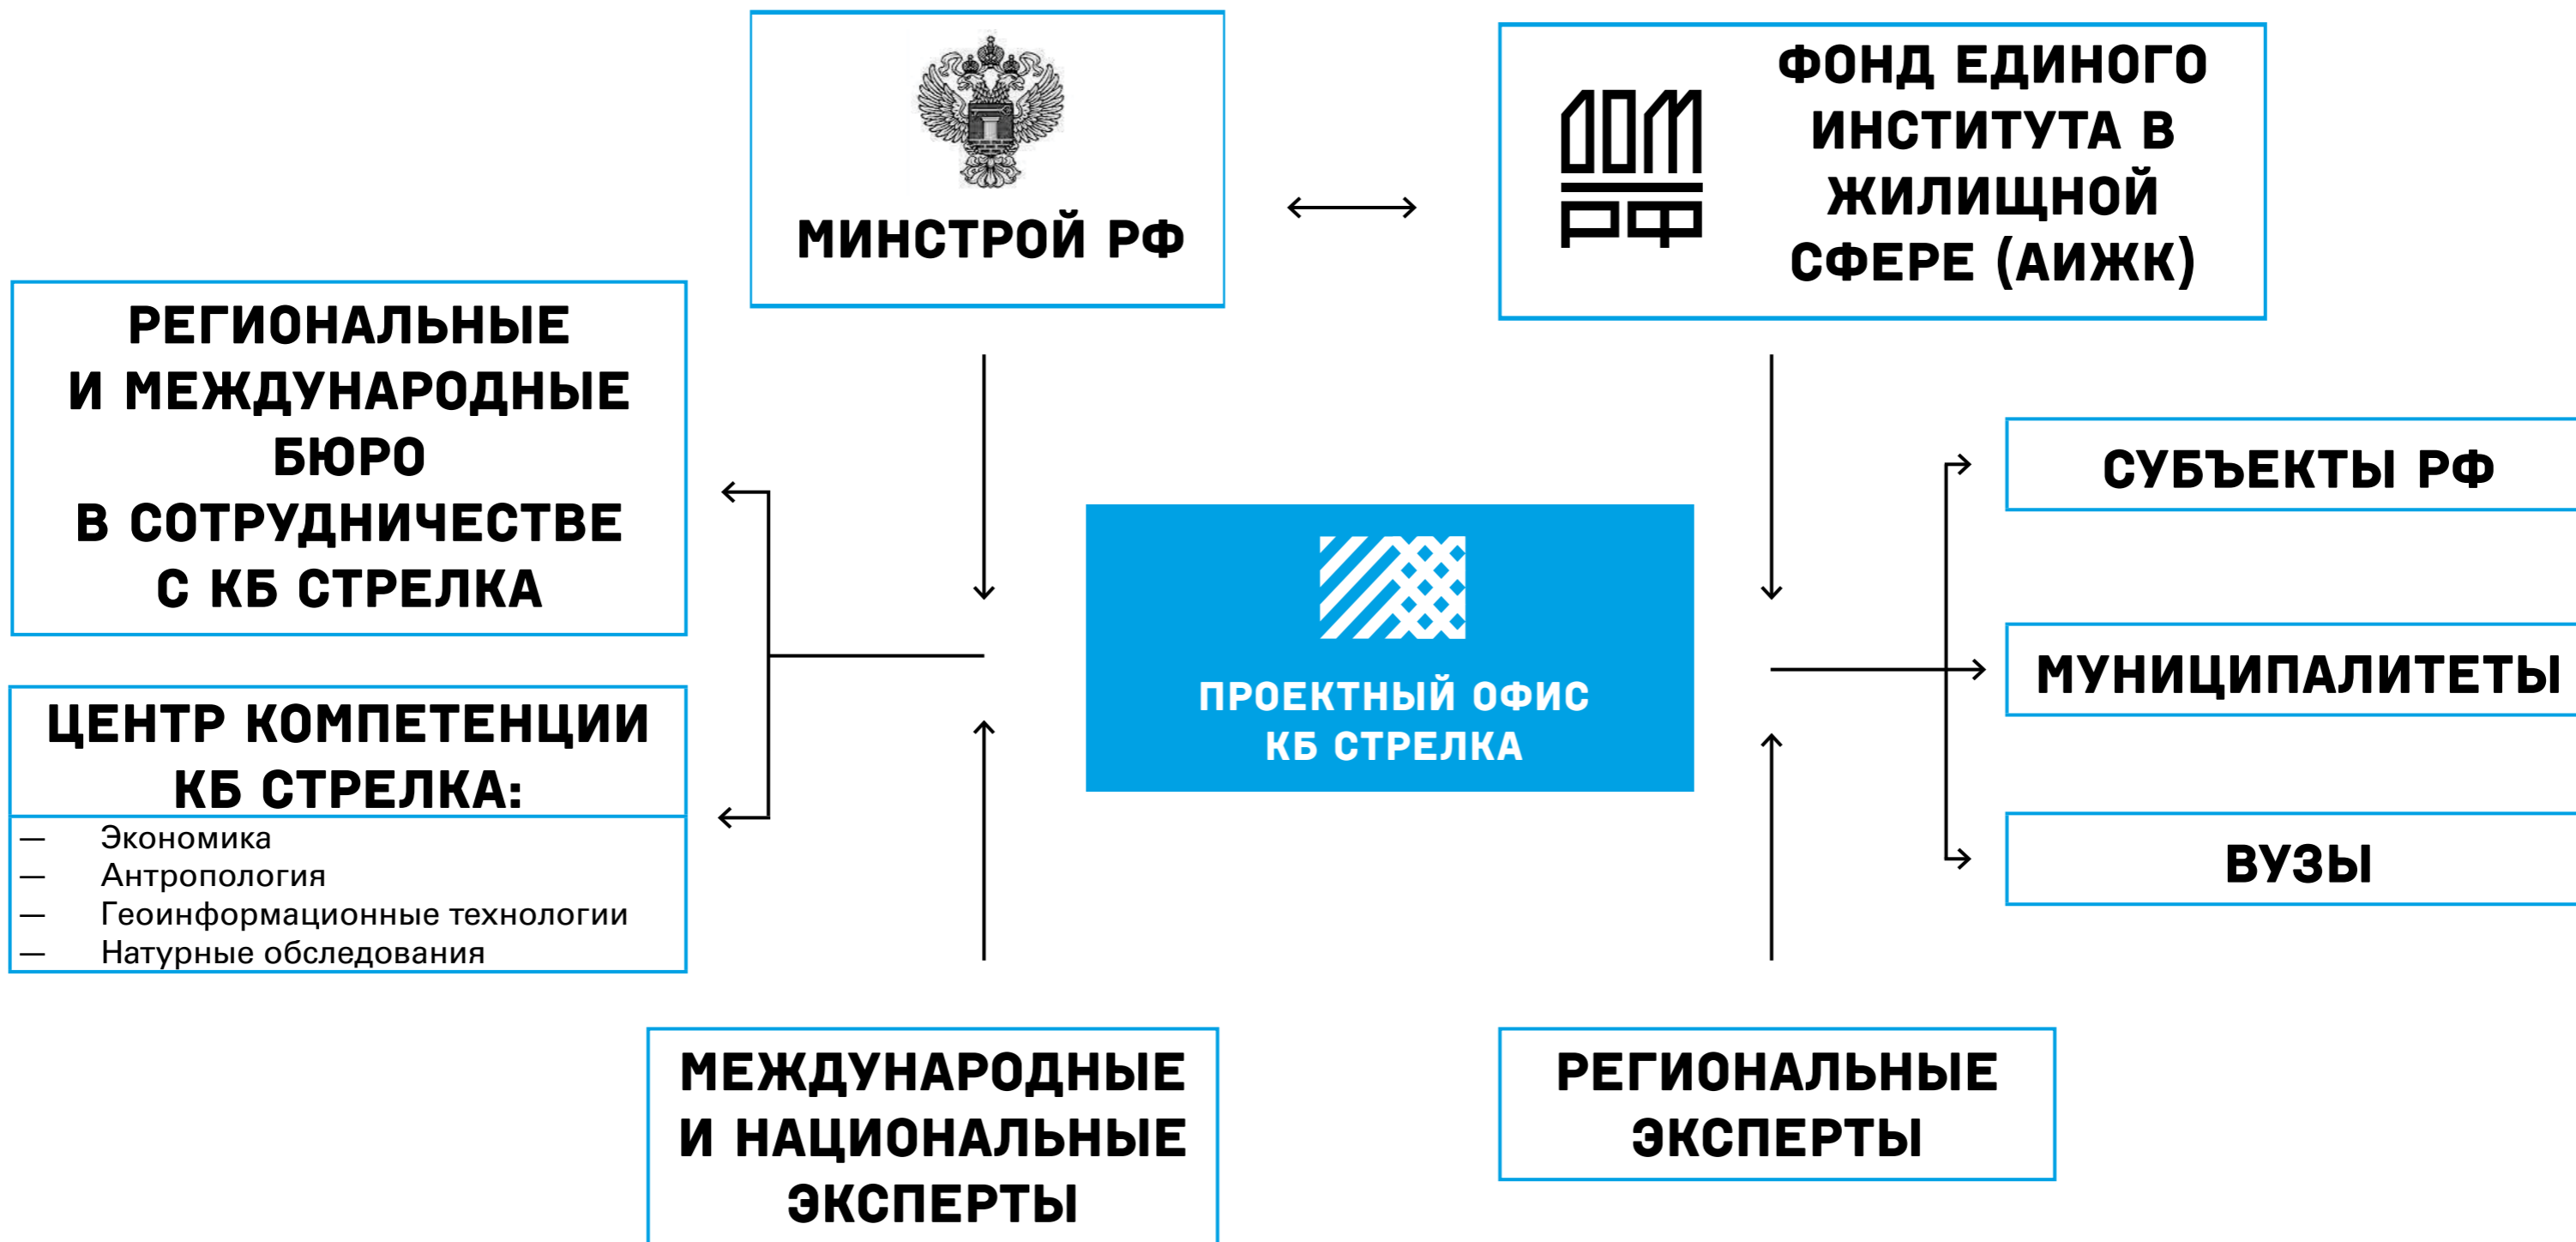 МИНСТРОЙ РФ
ДОМ
РФ
ФОНД ЕДИНОГО
ИНСТИТУТА В
ЖИЛИЩНОЙ
СФЕРЕ (АИЖК)
РЕГИОНАЛЬНЫЕ
И МЕЖДУНАРОДНЫЕ
БЮРО
В СОТРУДНИЧЕСТВЕ
С КБ СТРЕЛКА
ЦЕНТР КОМПЕТЕНЦИИ
КБ СТРЕЛКА:
— Экономика
— Антропология
— Геоинформационные технологии
— Натурные обследования
ПРОЕКТНЫЙ ОФИС
КБ СТРЕЛКА
СУБЪЕКТЫ РФ
МУНИЦИПАЛИТЕТЫ
ВУЗЫ
МЕЖДУНАРОДНЫЕ
И НАЦИОНАЛЬНЫЕ
ЭКСПЕРТЫ
РЕГИОНАЛЬНЫЕ
ЭКСПЕРТЫ